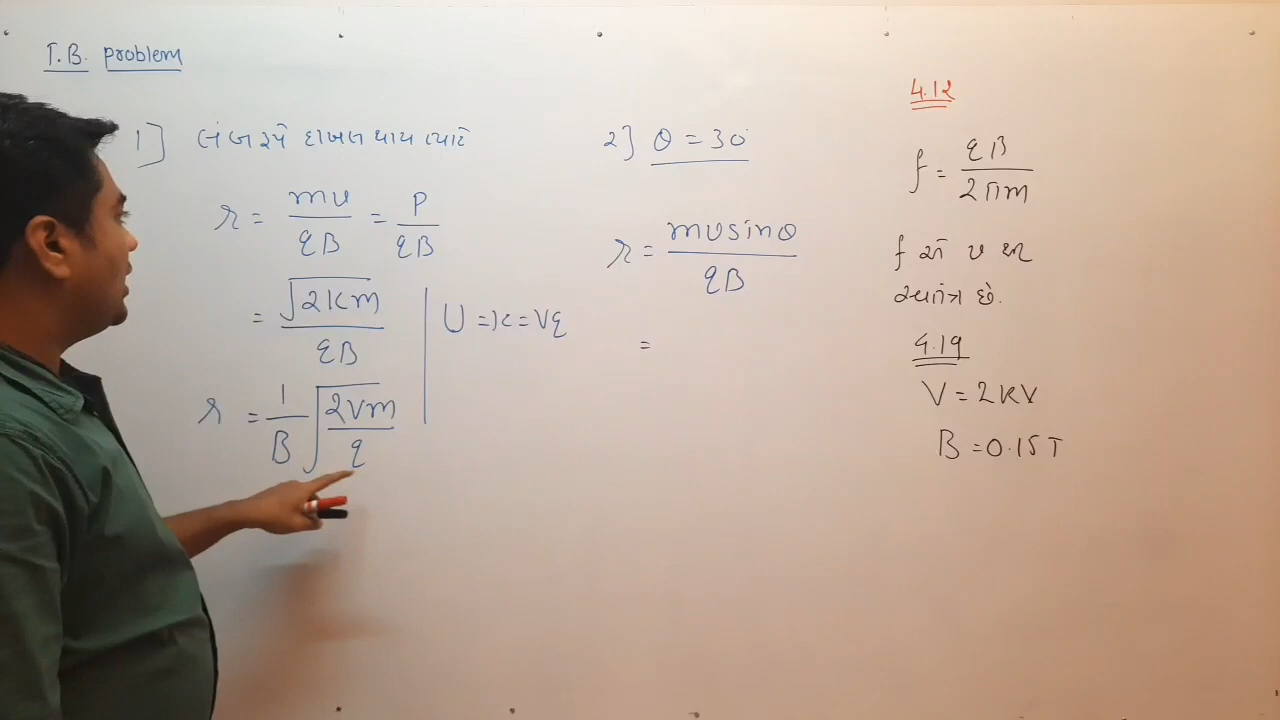 T.B. problem
1] લંબ રૂપે દાખલ થાય ત્યારે
r = mv/qB = P/qB
= √2km/qB
U = k = Vq
r = 1/B √2Vm/q
2] θ = 30°
r = mvsinθ/qB
=
4.12
f = qB/2πm
f એ v થી
સ્વતંત્ર છે.
4.19
V = 2KV
B = 0.15T